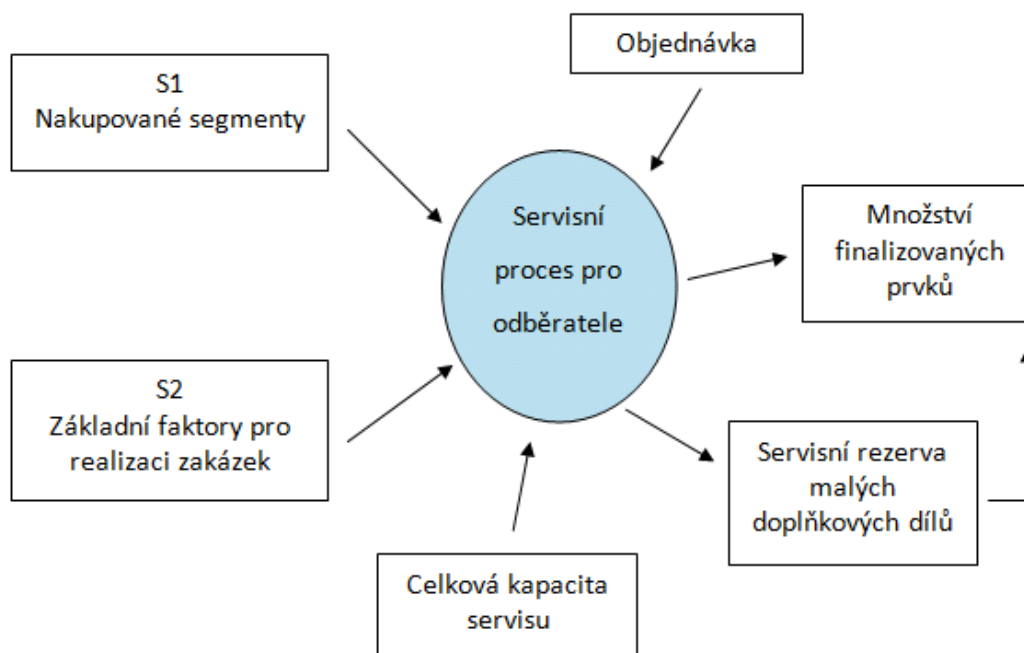 Objednávka
S1
Nakupované segmenty
Servisní
proces pro
odběratele
Množství
finalizovaných
prvků
S2
Základní faktory pro
realizaci zakázek
Servisní rezerva
malých
doplňkových dílů
Celková kapacita
servisu